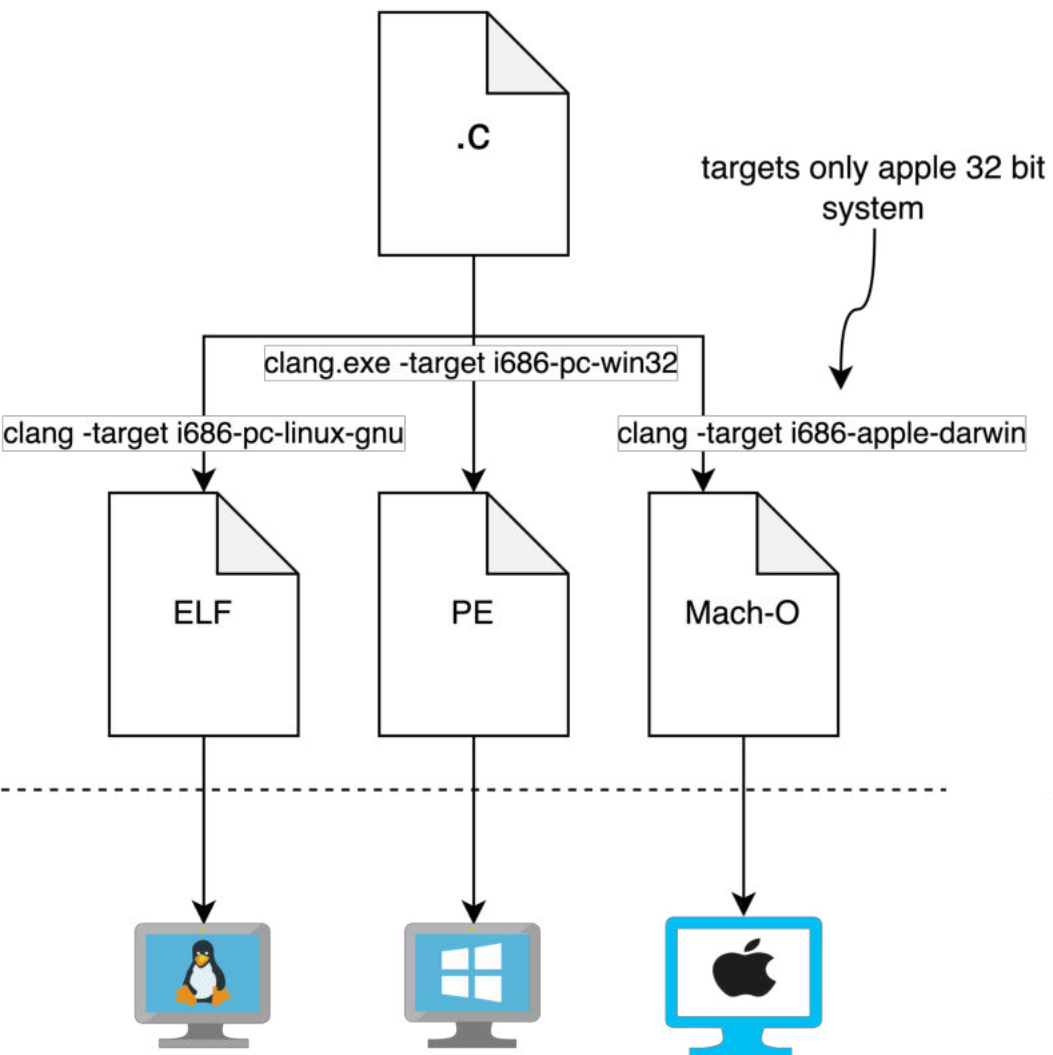 .c
targets only apple 32 bit
system
clang.exe -target i686-pc-win32
clang -target i686-pc-linux-gnu
clang -target i686-apple-darwin
ELF
PE
Mach-O